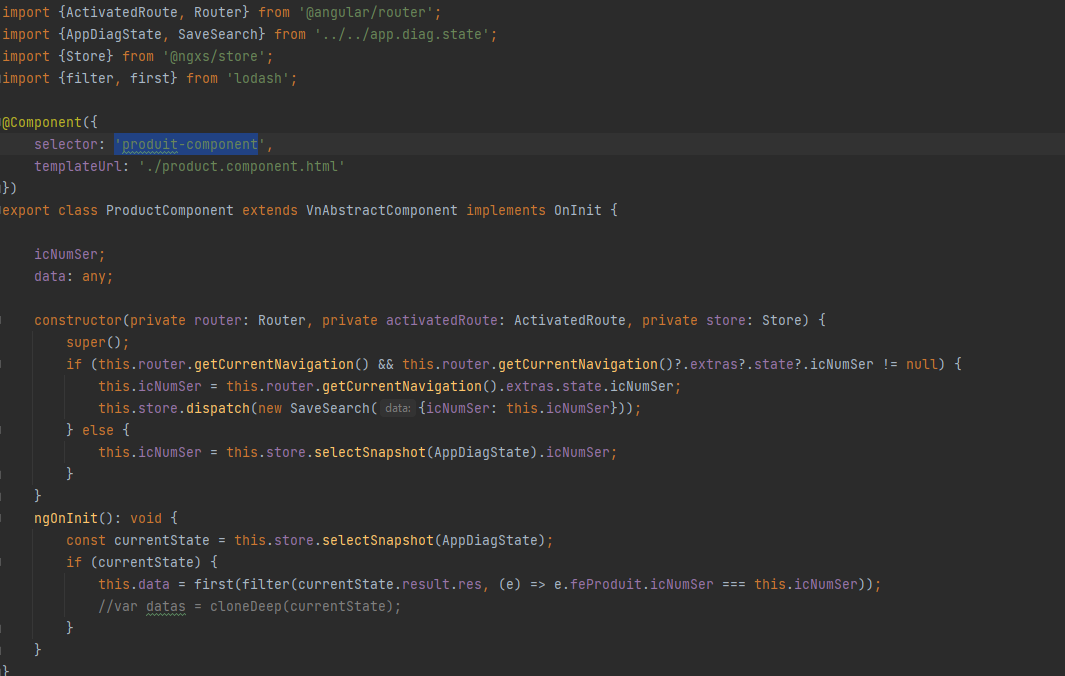 import {ActivatedRoute, Router} from '@angular/router';
import {AppDiagState, SaveSearch} from '../../app.diag.state';
import {Store} from '@ngxs/store';
import {filter, first} from 'lodash';
@Component({
selector: 'produit-component',
templateUrl: './product.component.html'
})
export class ProductComponent extends VnAbstractComponent implements OnInit {
icNumSer;
data: any;
constructor(private router: Router, private activatedRoute: ActivatedRoute, private store: Store) {
super();
if (this.router.getCurrentNavigation() && this.router.getCurrentNavigation()?.extras?.state?.icNumSer != null) {
this.icNumSer = this.router.getCurrentNavigation().extras.state.icNumSer;
this.store.dispatch(new SaveSearch( data: {icNumSer: this.icNumSer}));
} else {
this.icNumSer = this.store.selectSnapshot(AppDiagState).icNumSer;
}
}
ngOnInit(): void {
const currentState = this.store.selectSnapshot(AppDiagState);
if (currentState) {
this.data = first(filter(currentState.result.res, (e) => e.feProduit.icNumSer === this.icNumSer));
//var datas = cloneDeep(currentState);
}
}
}